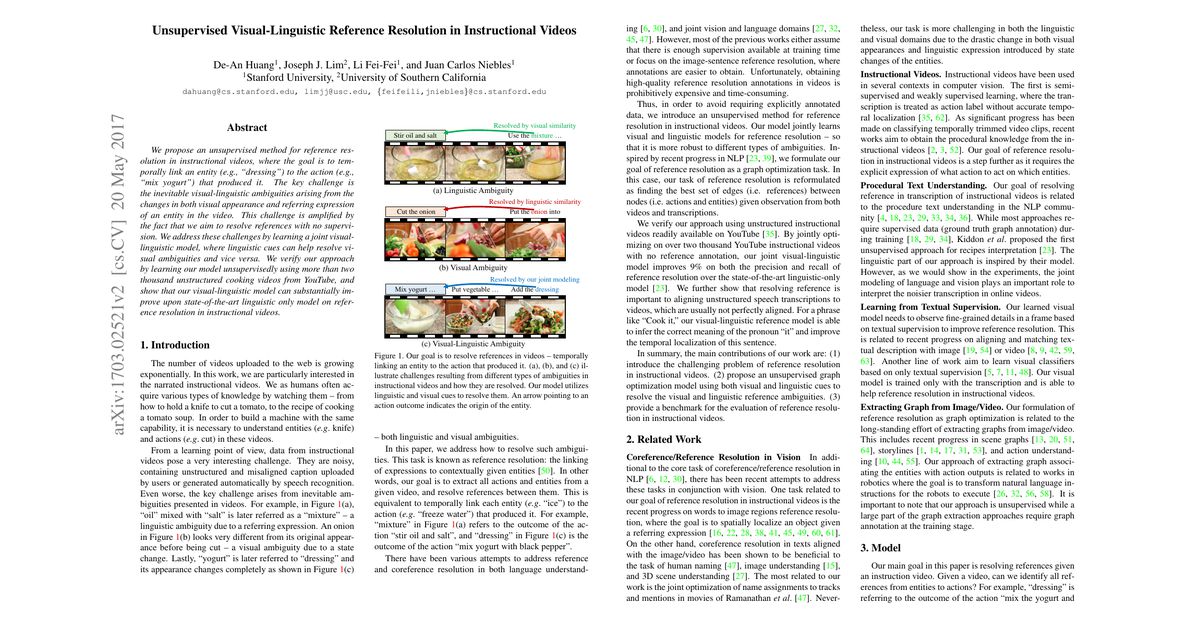 Unsupervised Visual-Linguistic Reference Resolution in Instructional Videos
De-An Huang1, Joseph J. Lim2, Li Fei-Fei1, and Juan Carlos Niebles1
1Stanford University, 2University of Southern California
dahuang@cs.stanford.edu, limjj@usc.edu, {feifeili,jniebles}@cs.stanford.edu
arXiv:1703.02521v2 [cs.CV] 20 May 2017
Abstract
We propose an unsupervised method for reference res-
olution in instructional videos, where the goal is to tem-
porally link an entity (e.g., “dressing”) to the action (e.g.,
“mix yogurt”) that produced it. The key challenge is
the inevitable visual-linguistic ambiguities arising from the
changes in both visual appearance and referring expression
of an entity in the video. This challenge is amplified by
the fact that we aim to resolve references with no supervi-
sion. We address these challenges by learning a joint visual-
linguistic model, where linguistic cues can help resolve vi-
sual ambiguities and vice versa. We verify our approach
by learning our model unsupervisedly using more than two
thousand unstructured cooking videos from YouTube, and
show that our visual-linguistic model can substantially im-
prove upon state-of-the-art linguistic only model on refer-
ence resolution in instructional videos.
1. Introduction
The number of videos uploaded to the web is growing
exponentially. In this work, we are particularly interested in
the narrated instructional videos. We as humans often ac-
quire various types of knowledge by watching them – from
how to hold a knife to cut a tomato, to the recipe of cooking
a tomato soup. In order to build a machine with the same
capability, it is necessary to understand entities (e.g. knife)
and actions (e.g. cut) in these videos.
From a learning point of view, data from instructional
videos pose a very interesting challenge. They are noisy,
containing unstructured and misaligned caption uploaded
by users or generated automatically by speech recognition.
Even worse, the key challenge arises from inevitable am-
biguities presented in videos. For example, in Figure 1(a),
“oil” mixed with “salt” is later referred as a “mixture” – a
linguistic ambiguity due to a referring expression. An onion
in Figure 1(b) looks very different from its original appear-
ance before being cut – a visual ambiguity due to a state
change. Lastly, “yogurt” is later referred to “dressing” and
its appearance changes completely as shown in Figure 1(c)
Resolved by visual similarity
Stir oil and salt
Use the mixture …
(a) Linguistic Ambiguity
Resolved by linguistic similarity
Cut the onion
Put the onion into
(b) Visual Ambiguity
Resolved by our joint modeling
Mix yogurt …
Put vegetable …
Add the dressing
(c) Visual-Linguistic Ambiguity
Figure 1. Our goal is to resolve references in videos – temporally
linking an entity to the action that produced it. (a), (b), and (c) il-
lustrate challenges resulting from different types of ambiguities in
instructional videos and how they are resolved. Our model utilizes
linguistic and visual cues to resolve them. An arrow pointing to an
action outcome indicates the origin of the entity.
– both linguistic and visual ambiguities.
In this paper, we address how to resolve such ambigui-
ties. This task is known as reference resolution: the linking
of expressions to contextually given entities [50]. In other
words, our goal is to extract all actions and entities from a
given video, and resolve references between them. This is
equivalent to temporally link each entity (e.g. “ice”) to the
action (e.g. “freeze water”) that produced it. For example,
“mixture” in Figure 1(a) refers to the outcome of the ac-
tion “stir oil and salt”, and “dressing” in Figure 1(c) is the
outcome of the action “mix yogurt with black pepper”.
There have been various attempts to address reference
and coreference resolution in both language understand-
ing [6, 30], and joint vision and language domains [27, 32,
45, 47]. However, most of the previous works either assume
that there is enough supervision available at training time
or focus on the image-sentence reference resolution, where
annotations are easier to obtain. Unfortunately, obtaining
high-quality reference resolution annotations in videos is
prohibitively expensive and time-consuming.
Thus, in order to avoid requiring explicitly annotated
data, we introduce an unsupervised method for reference
resolution in instructional videos. Our model jointly learns
visual and linguistic models for reference resolution – so
that it is more robust to different types of ambiguities. In-
spired by recent progress in NLP [23, 39], we formulate our
goal of reference resolution as a graph optimization task. In
this case, our task of reference resolution is reformulated
as finding the best set of edges (i.e. references) between
nodes (i.e. actions and entities) given observation from both
videos and transcriptions.
We verify our approach using unstructured instructional
videos readily available on YouTube [35]. By jointly opti-
mizing on over two thousand YouTube instructional videos
with no reference annotation, our joint visual-linguistic
model improves 9% on both the precision and recall of
reference resolution over the state-of-the-art linguistic-only
model [23]. We further show that resolving reference is
important to aligning unstructured speech transcriptions to
videos, which are usually not perfectly aligned. For a phrase
like “Cook it,” our visual-linguistic reference model is able
to infer the correct meaning of the pronoun “it” and improve
the temporal localization of this sentence.
In summary, the main contributions of our work are: (1)
introduce the challenging problem of reference resolution
in instructional videos. (2) propose an unsupervised graph
optimization model using both visual and linguistic cues to
resolve the visual and linguistic reference ambiguities. (3)
provide a benchmark for the evaluation of reference resolu-
tion in instructional videos.
2. Related Work
Coreference/Reference Resolution in Vision In addi-
tional to the core task of coreference/reference resolution in
NLP [6, 12, 30], there has been recent attempts to address
these tasks in conjunction with vision. One task related to
our goal of reference resolution in instructional videos is the
recent progress on words to image regions reference resolu-
tion, where the goal is to spatially localize an object given
a referring expression [16, 22, 28, 38, 41, 45, 49, 60, 61].
On the other hand, coreference resolution in texts aligned
with the image/video has been shown to be beneficial to
the task of human naming [47], image understanding [15],
and 3D scene understanding [27]. The most related to our
work is the joint optimization of name assignments to tracks
and mentions in movies of Ramanathan et al. [47]. Never-
theless, our task is more challenging in both the linguistic
and visual domains due to the drastic change in both visual
appearances and linguistic expression introduced by state
changes of the entities.
Instructional Videos. Instructional videos have been used
in several contexts in computer vision. The first is semi-
supervised and weakly supervised learning, where the tran-
scription is treated as action label without accurate tempo-
ral localization [35, 62]. As significant progress has been
made on classifying temporally trimmed video clips, recent
works aim to obtain the procedural knowledge from the in-
structional videos [2, 3, 52]. Our goal of reference resolu-
tion in instructional videos is a step further as it requires the
explicit expression of what action to act on which entities.
Procedural Text Understanding. Our goal of resolving
reference in transcription of instructional videos is related
to the procedure text understanding in the NLP commu-
nity [4, 18, 23, 29, 33, 34, 36]. While most approaches re-
quire supervised data (ground truth graph annotation) dur-
ing training [18, 29, 34], Kiddon et al. proposed the first
unsupervised approach for recipes interpretation [23]. The
linguistic part of our approach is inspired by their model.
However, as we would show in the experiments, the joint
modeling of language and vision plays an important role to
interpret the noisier transcription in online videos.
Learning from Textual Supervision. Our learned visual
model needs to observe fine-grained details in a frame based
on textual supervision to improve reference resolution. This
is related to recent progress on aligning and matching tex-
tual description with image [19, 54] or video [8, 9, 42, 59,
63]. Another line of work aim to learn visual classifiers
based on only textual supervision [5, 7, 11, 48]. Our visual
model is trained only with the transcription and is able to
help reference resolution in instructional videos.
Extracting Graph from Image/Video. Our formulation of
reference resolution as graph optimization is related to the
long-standing effort of extracting graphs from image/video.
This includes recent progress in scene graphs [13, 20, 51,
64], storylines [1, 14, 17, 31, 53], and action understand-
ing [10, 44, 55]. Our approach of extracting graph associ-
ating the entities with action outputs is related to works in
robotics where the goal is to transform natural language in-
structions for the robots to execute [26, 32, 56, 58]. It is
important to note that our approach is unsupervised while a
large part of the graph extraction approaches require graph
annotation at the training stage.
3. Model
Our main goal in this paper is resolving references given
an instruction video. Given a video, can we identify all ref-
erences from entities to actions? For example, “dressing” is
referring to the outcome of the action “mix the yogurt and